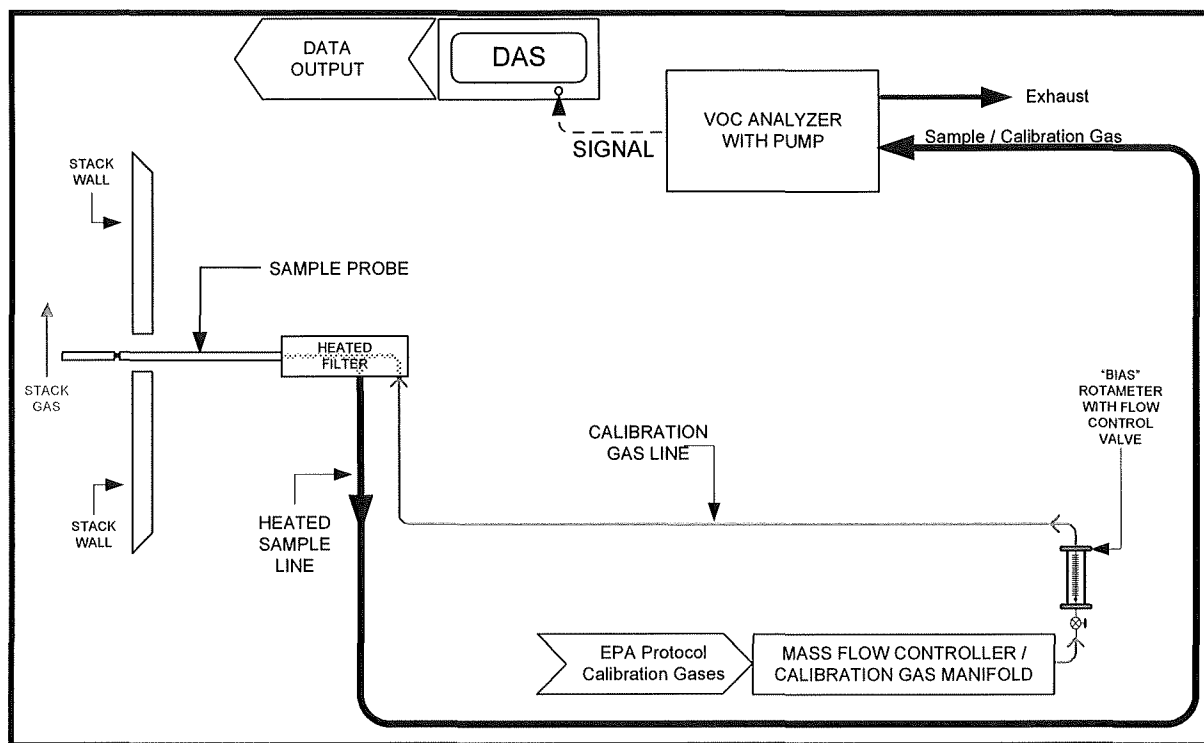 DATA
OUTPUT
DAS
SIGNAL
VOC ANALYZER
WITH PUMP
Exhaust
Sample / Calibration Gas
STACK
WALL
SAMPLE PROBE
HEATED
FILTER
STACK
GAS
"BIAS"
ROTAMETER
WITH FLOW
CONTROL
VALVE
CALIBRATION
GAS LINE
STACK
WALL
HEATED
SAMPLE
LINE
EPA Protocol
Calibration Gases
MASS FLOW CONTROLLER /
CALIBRATION GAS MANIFOLD